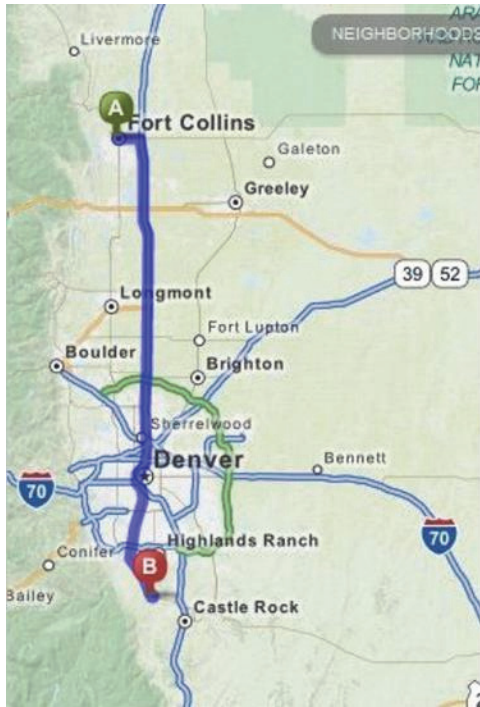 Livermore
NEIGHBORHOODS
A
Fort Collins
Galeton
Greeley
39 52
Longmont
Fort Lupton
Boulder
Brighton
Sherrelwood
Denver
Bennett
70
70
Highlands Ranch
Conifer
B
Bailey
Castle Rock